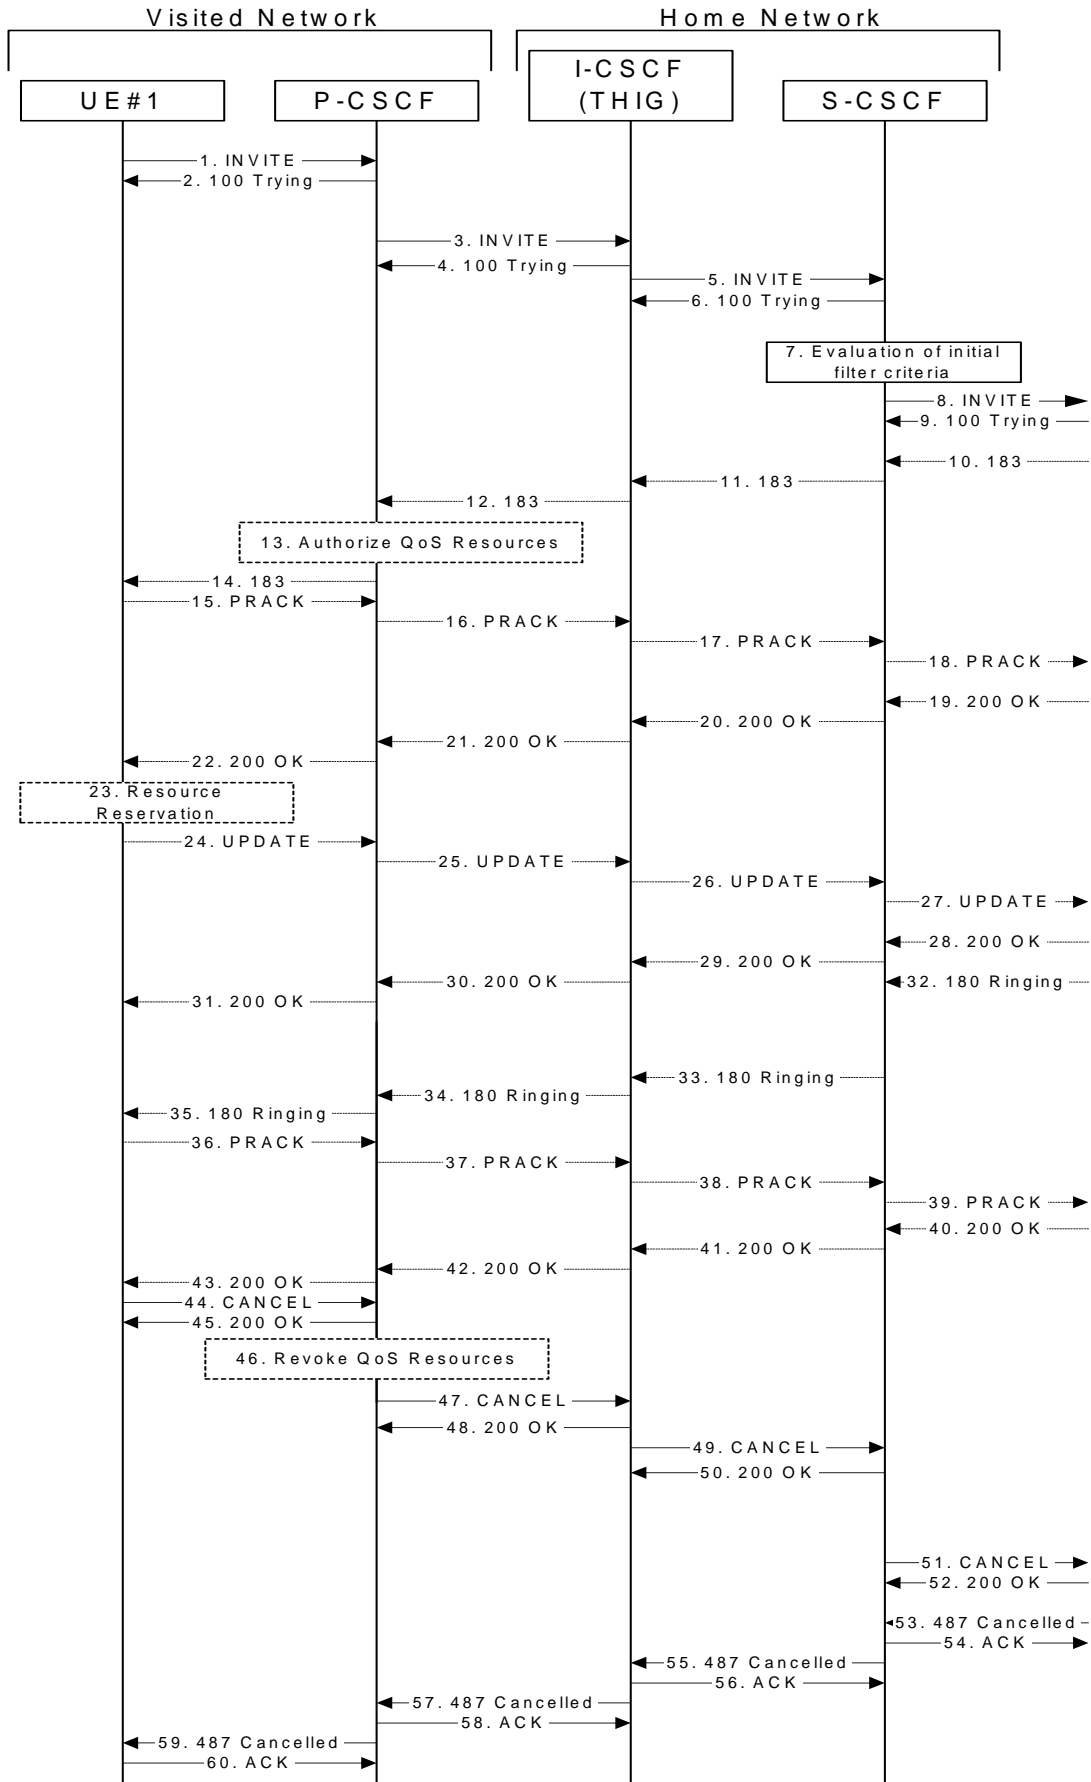 Visited Network
Home Network
UE#1
P-CSCF
I-CSCF
(THIG)
S-CSCF
1. INVITE
2. 100 Trying
3. INVITE
4. 100 Trying
5. INVITE
6. 100 Trying
7. Evaluation of initial
filter criteria
8. INVITE
9. 100 Trying
10. 183
11. 183
12. 183
13. Authorize QoS Resources
14. 183
15. PRACK
16. PRACK
17. PRACK
18. PRACK
19. 200 OK
20. 200 OK
21. 200 OK
22. 200 OK
23. Resource
Reservation
24. UPDATE
25. UPDATE
26. UPDATE
27. UPDATE
28. 200 OK
29. 200 OK
30. 200 OK
32. 180 Ringing
31. 200 OK
33. 180 Ringing
34. 180 Ringing
35. 180 Ringing
36. PRACK
37. PRACK
38. PRACK
39. PRACK
40. 200 OK
41. 200 OK
42. 200 OK
43. 200 OK
44. CANCEL
45. 200 OK
46. Revoke QoS Resources
47. CANCEL
48. 200 OK
49. CANCEL
50. 200 OK
51. CANCEL
52. 200 OK
53. 487 Cancelled
54. ACK
55. 487 Cancelled
56. ACK
57. 487 Cancelled
58. ACK
59. 487 Cancelled
60. ACK